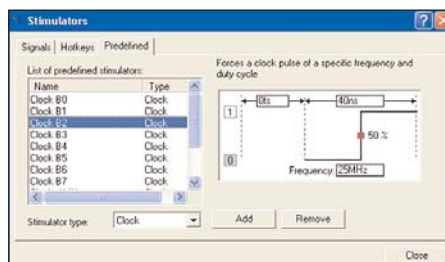 Stimulators
Signals Hotkeys Predefined
List of predefined stimulators:
Name Type
Clock B0 Clock
Clock B1 Clock
Clock B2 Clock
Clock B3 Clock
Clock B4 Clock
Clock B5 Clock
Clock B6 Clock
Clock B7 Clock
Stimulator type: Clock
Forces a clock pulse of a specific frequency and
duty cycle
0fs 40ns
1
50 %
0
Frequency: 25MHz
Add Remove
Close